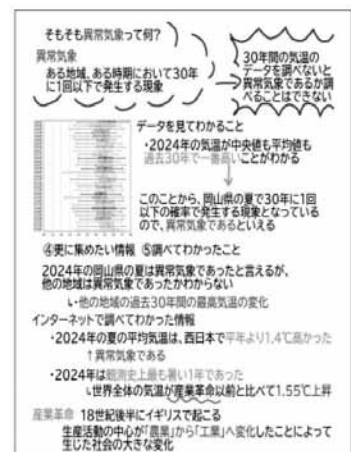 そもそも異常気象って何?
異常気象
ある地域、ある時期において30年
に1回以下で発生する現象
30年間の気温の
データを調べないと
異常気象であるか調
べることはできない
データを見てわかること
・2024年の気温が中央値も平均値も
過去30年で一番高いことがわかる
このことから、岡山県の夏で30年に1回
以下の確率で発生する現象となっている
ので、異常気象であるといえる
④更に集めたい情報 ⑤調べてわかったこと
2024年の岡山県の夏は異常気象であったと言えるが、
他の地域は異常気象であったかわからない
↳・他の地域の過去30年間の最高気温の変化
インターネットで調べてわかった情報
・2024年の夏の平均気温は、西日本で平年より1.4℃高かった
↑異常気象である
・2024年は観測史上最も暑い1年であった
↳世界全体の気温が産業革命以前と比べて1.55℃上昇
産業革命 18世紀後半にイギリスで起こる
生産活動の中心が「農業」から「工業」へ変化したことによって
生じた社会の大きな変化